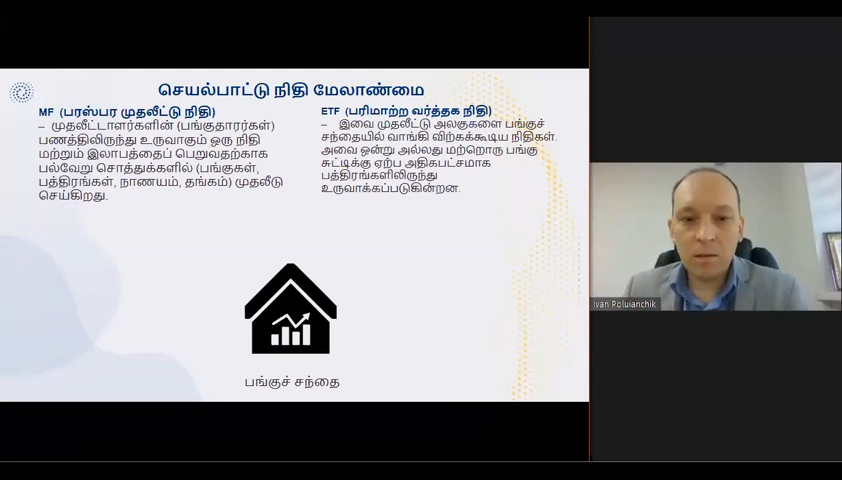 செயல்பாட்டு நிதி மேலாண்மை
MF (பரஸ்பர முதலீட்டு நிதி)
– முதலீட்டாளர்களின் (பங்குதாரர்கள்)
பணத்திலிருந்து உருவாகும் ஒரு நிதி
மற்றும் இலாபத்தைப் பெறுவதற்காக
பல்வேறு சொத்துக்களில் (பங்குகள்,
பத்திரங்கள், நாணயம், தங்கம்) முதலீடு
செய்கிறது.
ETF (பரிமாற்ற வர்த்தக நிதி)
– இவை முதலீட்டு அலகுகளை பங்குச்
சந்தையில் வாங்கி விற்கக்கூடிய நிதிகள்.
அவை ஒன்று அல்லது மற்றொரு பங்கு
சுட்டிக்கு ஏற்ப அதிகபட்சமாக
பத்திரங்களிலிருந்து
உருவாக்கப்படுகின்றன.
பங்குச் சந்தை
Ivan Poluianchik